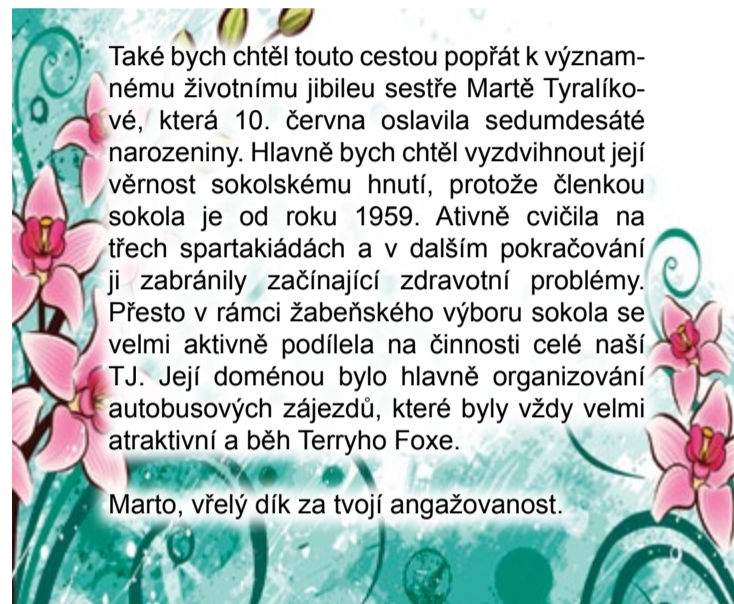 Také bych chtěl touto cestou popřát k význam-
nému životnímu jibileu sestře Martě Tyralíko-
vé, která 10. června oslavila sedumdesáté
narozeniny. Hlavně bych chtěl vyzdvihnout její
věrnost sokolskému hnutí, protože členkou
sokola je od roku 1959. Ativně cvičila na
třech spartakiádách a v dalším pokračování
ji zabránily začínající zdravotní problémy.
Přesto v rámci žabeňského výboru sokola se
velmi aktivně podílela na činnosti celé naší
TJ. Její doménou bylo hlavně organizování
autobusových zájezdů, které byly vždy velmi
atraktivní a běh Terryho Foxe.
Marto, vřelý dík za tvojí angažovanost.